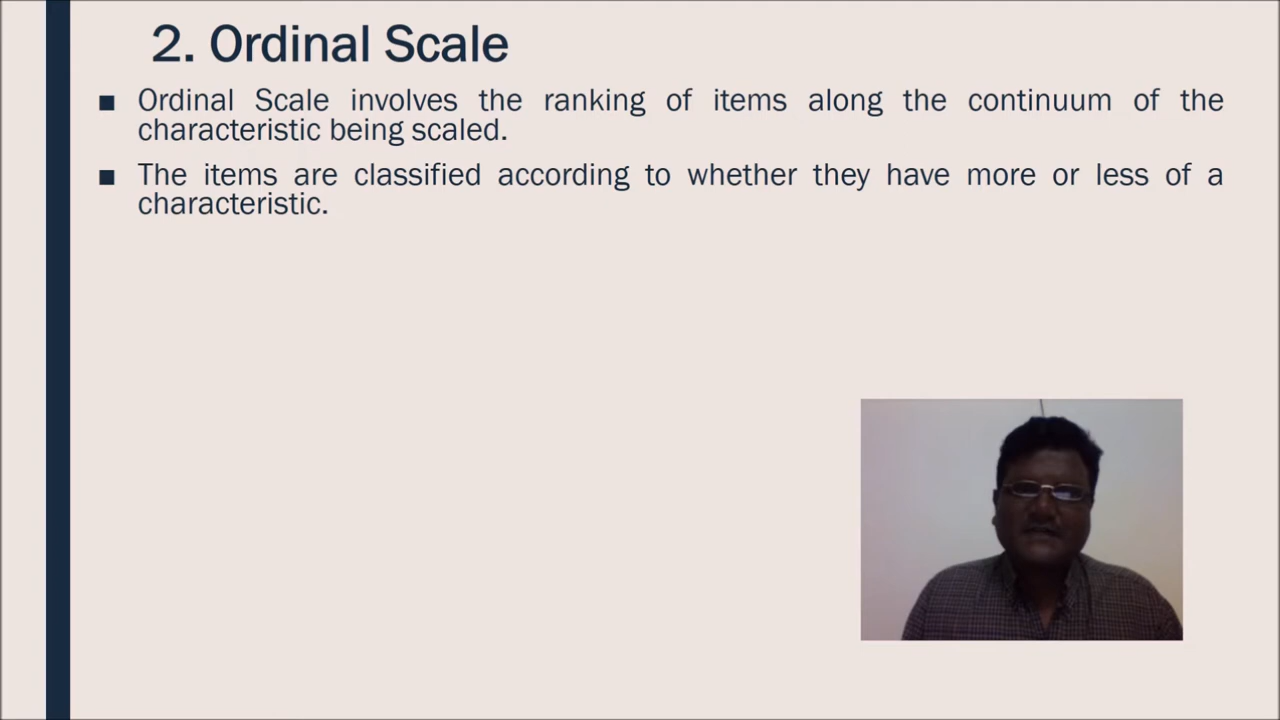 2. Ordinal Scale
▪ Ordinal Scale involves the ranking of items along the continuum of the
characteristic being scaled.
▪ The items are classified according to whether they have more or less of a
characteristic.